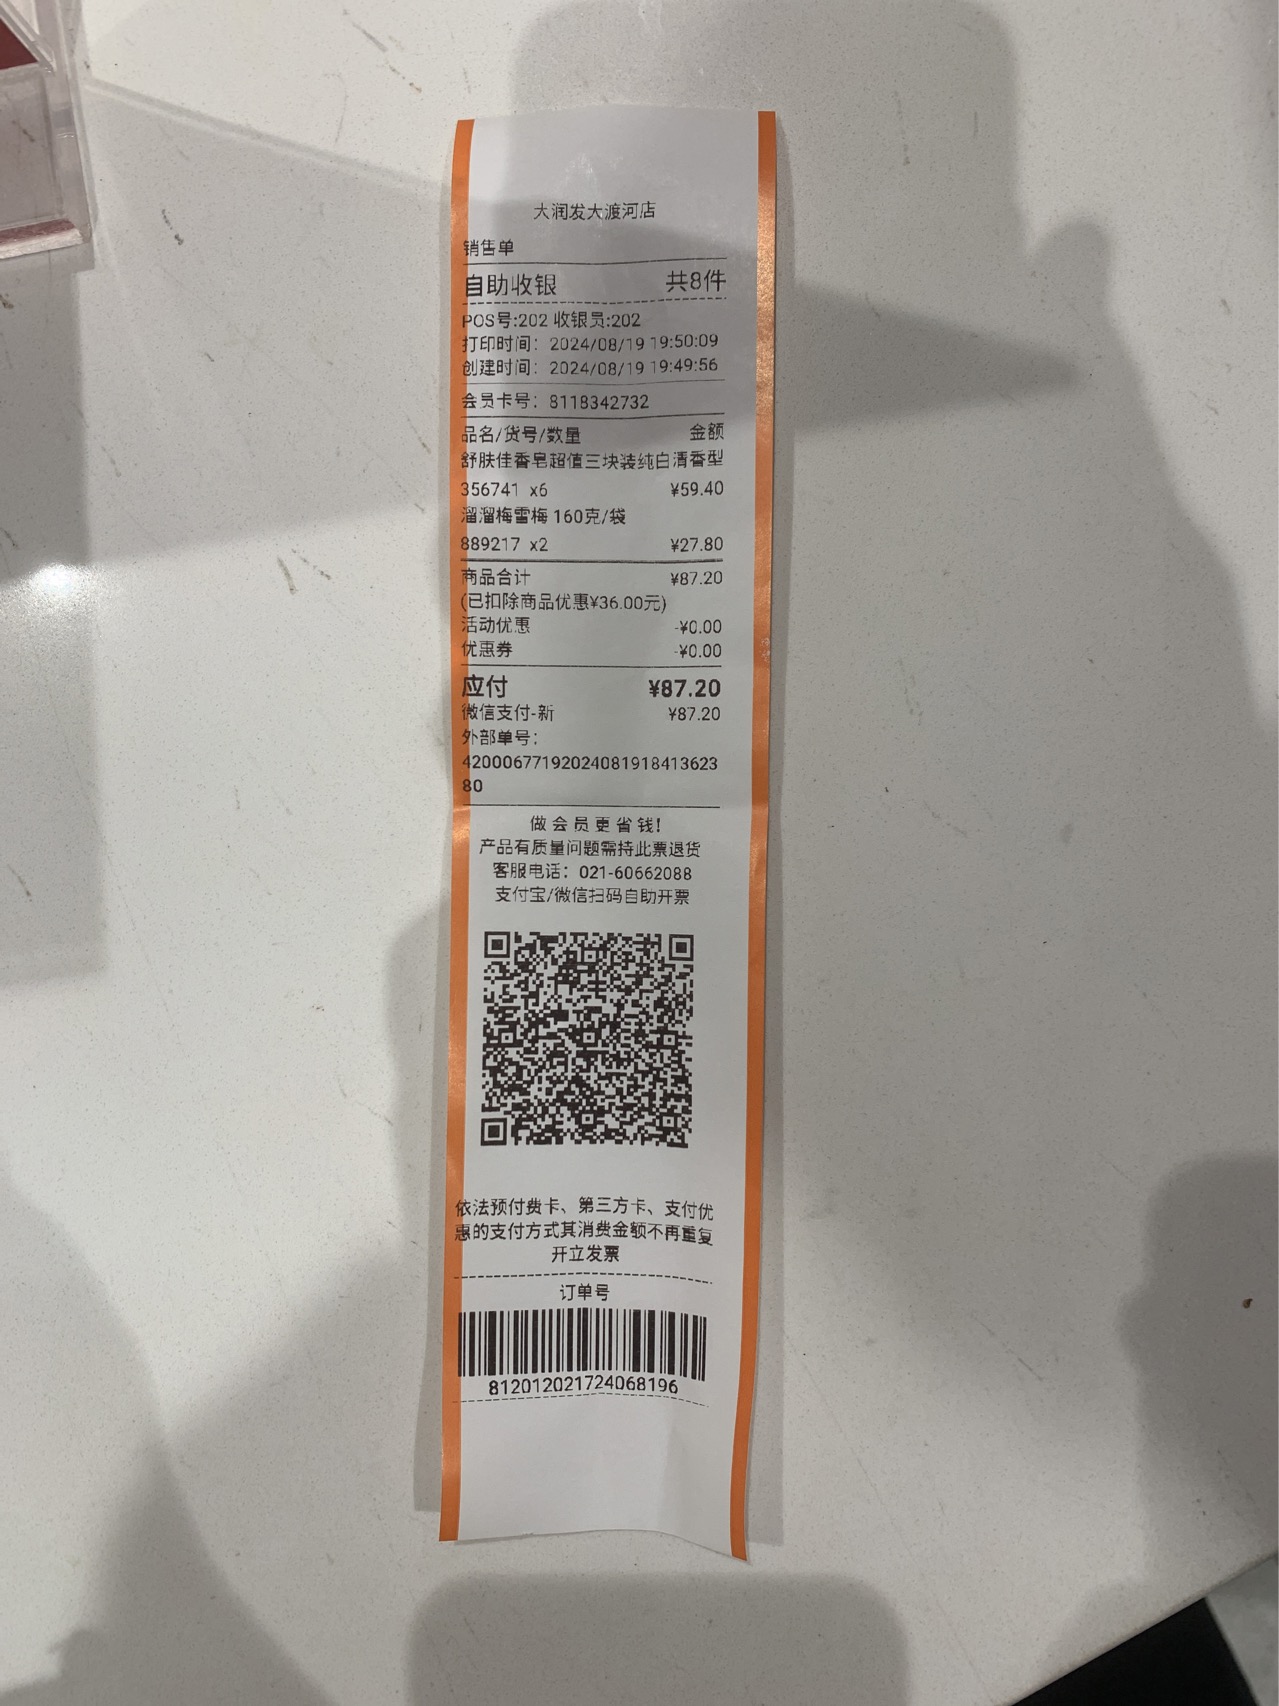 大润发大渡河店
销售单
自助收银 共8件
POS号:202 收银员:202
打印时间： 2024/08/19 19:50:09
创建时间： 2024/08/19 19:49:56
会员卡号： 8118342732
品名/货号/数量 金额
舒肤佳香皂超值三块装纯白清香型
356741 x6 ¥59.40
溜溜梅雪梅 160克/袋
889217 x2 ¥27.80
商品合计 ¥87.20
(已扣除商品优惠¥36.00元)
活动优惠 -¥0.00
优惠券 -¥0.00
应付 ¥87.20
微信支付-新 ¥87.20
外部单号：
42000677192024081918413623
80
做会员更省钱!
产品有质量问题需持此票退货
客服电话： 021-60662088
支付宝/微信扫码自助开票
依法预付费卡、第三方卡、支付优
惠的支付方式其消费金额不再重复
开立发票
订单号
812012021724068196